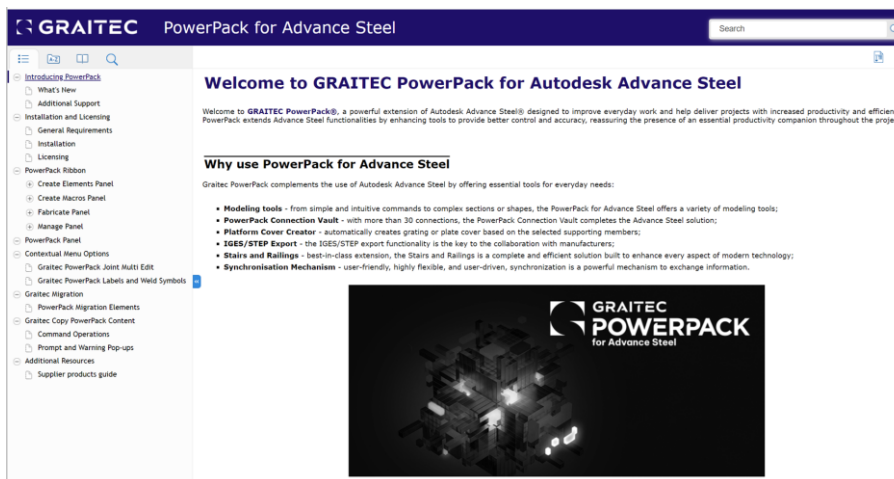 GRAITEC PowerPack for Advance Steel
Search
Introducing PowerPack
What's New
Additional Support
Installation and Licensing
General Requirements
Installation
Licensing
PowerPack Ribbon
Create Elements Panel
Create Macros Panel
Fabricate Panel
Manage Panel
PowerPack Panel
Contextual Menu Options
Graitec PowerPack Joint Multi Edit
Graitec PowerPack Labels and Weld Symbols
Graitec Migration
PowerPack Migration Elements
Graitec Copy PowerPack Content
Command Operations
Prompt and Warning Pop-ups
Additional Resources
Supplier products guide
Welcome to GRAITEC PowerPack for Autodesk Advance Steel
Welcome to GRAITEC PowerPack®, a powerful extension of Autodesk Advance Steel® designed to improve everyday work and help deliver projects with increased productivity and efficien
PowerPack extends Advance Steel functionalities by enhancing tools to provide better control and accuracy, reassuring the presence of an essential productivity companion throughout the proje
Why use PowerPack for Advance Steel
Graitec PowerPack complements the use of Autodesk Advance Steel by offering essential tools for everyday needs:
• Modeling tools - from simple and intuitive commands to complex sections or shapes, the PowerPack for Advance Steel offers a variety of modeling tools;
• PowerPack Connection Vault - with more than 30 connections, the PowerPack Connection Vault completes the Advance Steel solution;
• Platform Cover Creator - automatically creates grating or plate cover based on the selected supporting members;
• IGES/STEP Export - the IGES/STEP export functionality is the key to the collaboration with manufacturers;
• Stairs and Railings - best-in-class extension, the Stairs and Railings is a complete and efficient solution built to enhance every aspect of modern technology;
• Synchronisation Mechanism - user-friendly, highly flexible, and user-driven, synchronization is a powerful mechanism to exchange information.
GRAITEC
POWERPACK
for Advance Steel